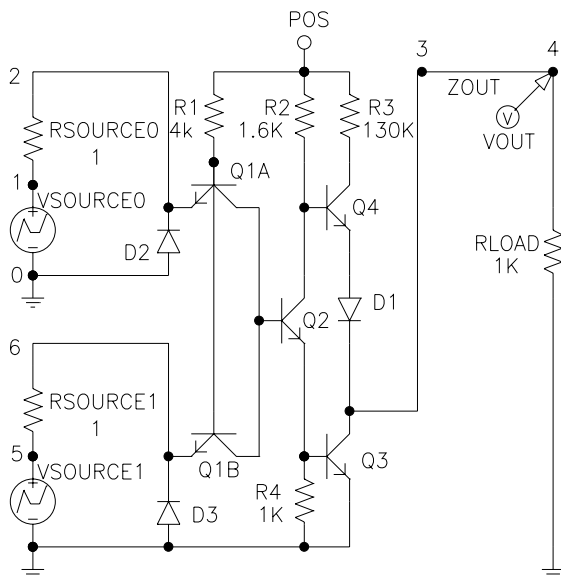 POS
2
3
4
R1
4k
R2
1.6K
R3
130K
ZOUT
V
VOUT
RSOURCE0
1
1
VSOURCE0
Q1A
Q4
D2
0
RLOAD
1K
D1
Q2
6
RSOURCE1
1
5
VSOURCE1
Q1B
Q3
R4
1K
D3